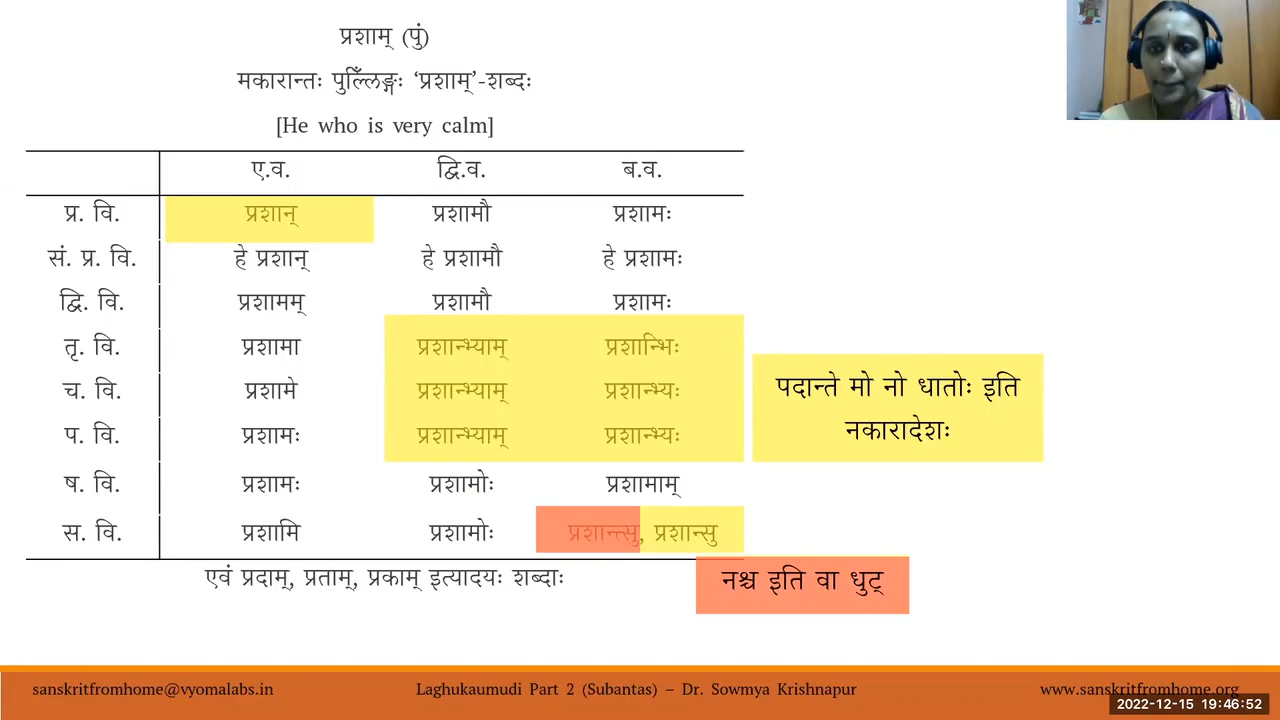 प्रशाम् (पुं)
मकारान्तः पुल्लिँङ्गः ‘प्रशाम्’-शब्दः
[He who is very calm]
ए.व. द्वि.व. ब.व.
प्र. वि. प्रशान् प्रशामौ प्रशामः
सं. प्र. वि. हे प्रशान् हे प्रशामौ हे प्रशामः
द्वि. वि. प्रशामम् प्रशामौ प्रशामः
तृ. वि. प्रशामा प्रशान्भ्याम् प्रशान्भिः
च. वि. प्रशामे प्रशान्भ्याम् प्रशान्भ्यः
प. वि. प्रशामः प्रशान्भ्याम् प्रशान्भ्यः
ष. वि. प्रशामः प्रशामोः प्रशामाम्
स. वि. प्रशामि प्रशामोः प्रशान्त्सु, प्रशान्सु
एवं प्रदाम्, प्रताम्, प्रकाम् इत्यादयः शब्दाः
पदान्ते मो नो धातोः इति
नकारादेशः
नश्च इति वा धुट्
sanskritfromhome@vyomalabs.in Laghukaumudi Part 2 (Subantas) – Dr. Sowmya Krishnapur www.sanskritfromhome.org
2022-12-15 19:46:52